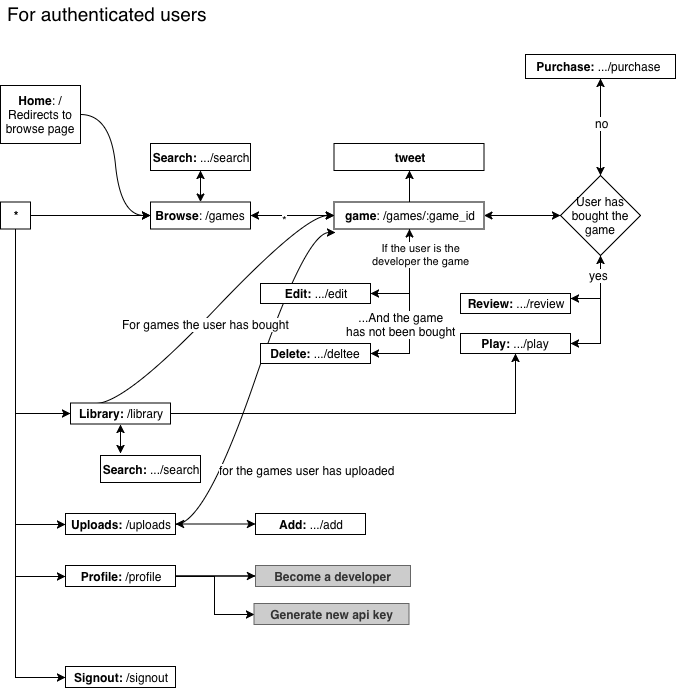 For authenticated users
Purchase: .../purchase
Home: /
Redirects to
browse page
no
Search: .../search
tweet
User has
bought the
game
*
Browse: /games
*
game: /games/:game_id
If the user is the
developer the game
yes
Edit: .../edit
Review: .../review
For games the user has bought
...And the game
has not been bought
Delete: .../deltee
Play: .../play
Library: /library
Search: .../search
for the games user has uploaded
Uploads: /uploads
Add: .../add
Profile: /profile
Become a developer
Generate new api key
Signout: /signout